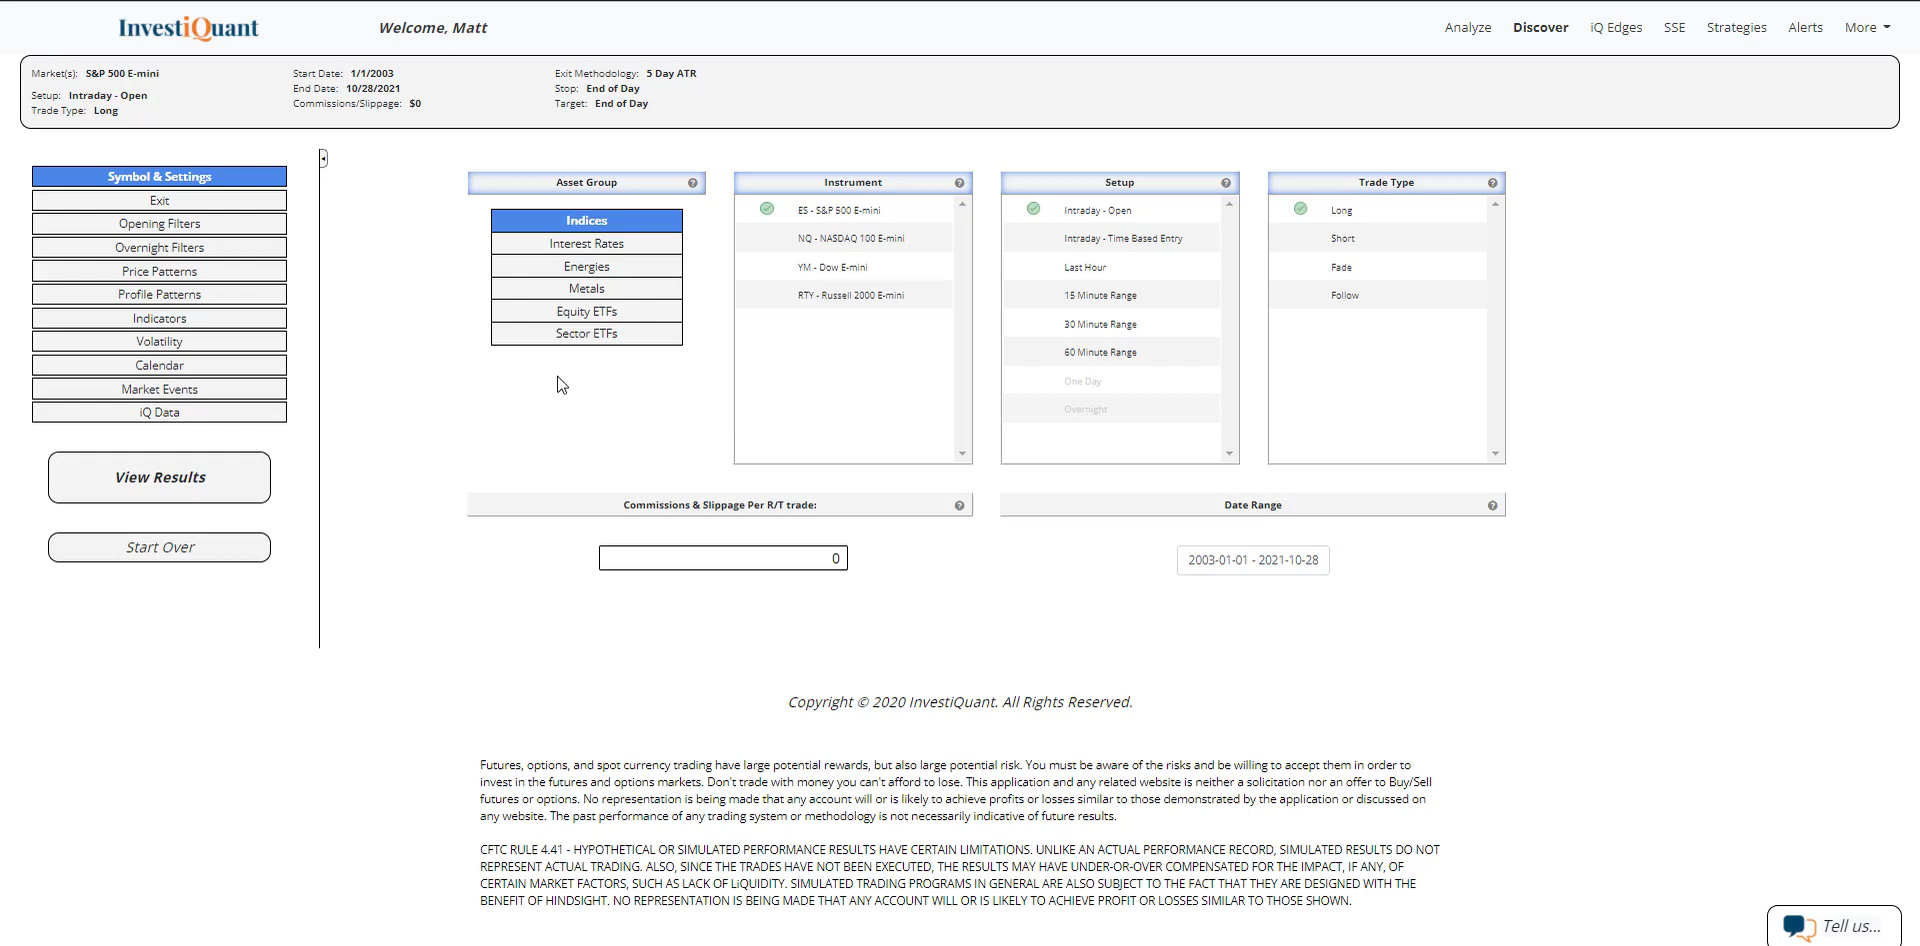 InvestiQuant
Welcome, Matt
Analyze Discover iQ Edges SSE Strategies Alerts More
Market(s): S&P 500 E-mini
Setup: Intraday - Open
Trade Type: Long
Start Date: 1/1/2003
End Date: 10/28/2021
Commissions/Slippage: $0
Exit Methodology: 5 Day ATR
Stop: End of Day
Target: End of Day
Symbol & Settings
Exit
Opening Filters
Overnight Filters
Price Patterns
Profile Patterns
Indicators
Volatility
Calendar
Market Events
iQ Data
View Results
Start Over
Asset Group
Indices
Interest Rates
Energies
Metals
Equity ETFs
Sector ETFs
Instrument
ES - S&P 500 E-mini
NQ - NASDAQ 100 E-mini
YM - Dow E-mini
RTY - Russell 2000 E-mini
Setup
Intraday - Open
Intraday - Time Based Entry
Last Hour
15 Minute Range
30 Minute Range
60 Minute Range
One Day
Overnight
Trade Type
Long
Short
Fade
Follow
Commissions & Slippage Per R/T trade:
0
Date Range
2003-01-01 - 2021-10-28
Copyright © 2020 InvestiQuant. All Rights Reserved.
Futures, options, and spot currency trading have large potential rewards, but also large potential risk. You must be aware of the risks and be willing to accept them in order to
invest in the futures and options markets. Don't trade with money you can't afford to lose. This application and any related website is neither a solicitation nor an offer to Buy/Sell
futures or options. No representation is being made that any account will or is likely to achieve profits or losses similar to those demonstrated by the application or discussed on
any website. The past performance of any trading system or methodology is not necessarily indicative of future results.
CFTC RULE 4.41 - HYPOTHETICAL OR SIMULATED PERFORMANCE RESULTS HAVE CERTAIN LIMITATIONS. UNLIKE AN ACTUAL PERFORMANCE RECORD, SIMULATED RESULTS DO NOT
REPRESENT ACTUAL TRADING. ALSO, SINCE THE TRADES HAVE NOT BEEN EXECUTED, THE RESULTS MAY HAVE UNDER-OR-OVER COMPENSATED FOR THE IMPACT, IF ANY, OF
CERTAIN MARKET FACTORS, SUCH AS LACK OF LiQUIDITY. SIMULATED TRADING PROGRAMS IN GENERAL ARE ALSO SUBJECT TO THE FACT THAT THEY ARE DESIGNED WITH THE
BENEFIT OF HINDSIGHT. NO REPRESENTATION IS BEING MADE THAT ANY ACCOUNT WILL OR IS LIKELY TO ACHIEVE PROFIT OR LOSSES SIMILAR TO THOSE SHOWN.
Tell us...